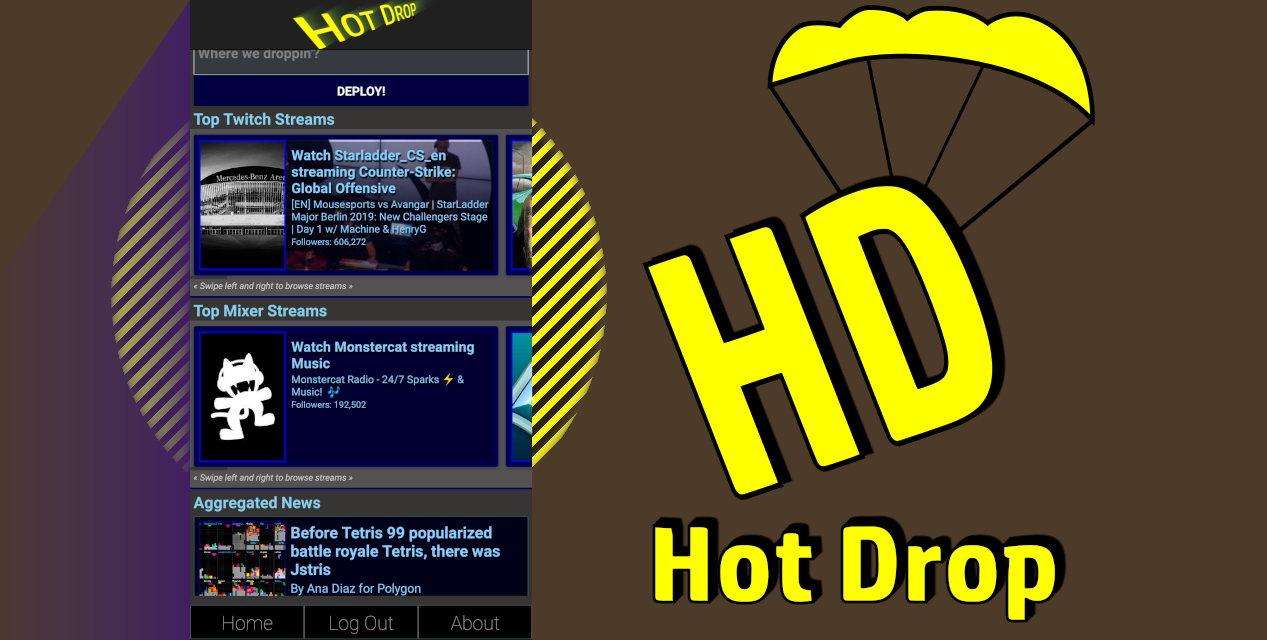 Hot Drop
Where we droppin'?
DEPLOY!
Top Twitch Streams
Mercedes-Benz Are
Watch Starladder_CS_en
streaming Counter-Strike:
Global Offensive
[EN] Mousesports vs Avangar | StarLadder
Major Berlin 2019: New Challengers Stage
| Day 1 w/ Machine & HenryG
Followers: 606,272
« Swipe left and right to browse streams »
Top Mixer Streams
Watch Monstercat streaming
Music
Monstercat Radio - 24/7 Sparks ⚡ &
Music! 🎶
Followers: 192,502
« Swipe left and right to browse streams »
Aggregated News
Before Tetris 99 popularized
battle royale Tetris, there was
Jstris
By Ana Diaz for Polygon
Home
Log Out
About
HD
Hot Drop